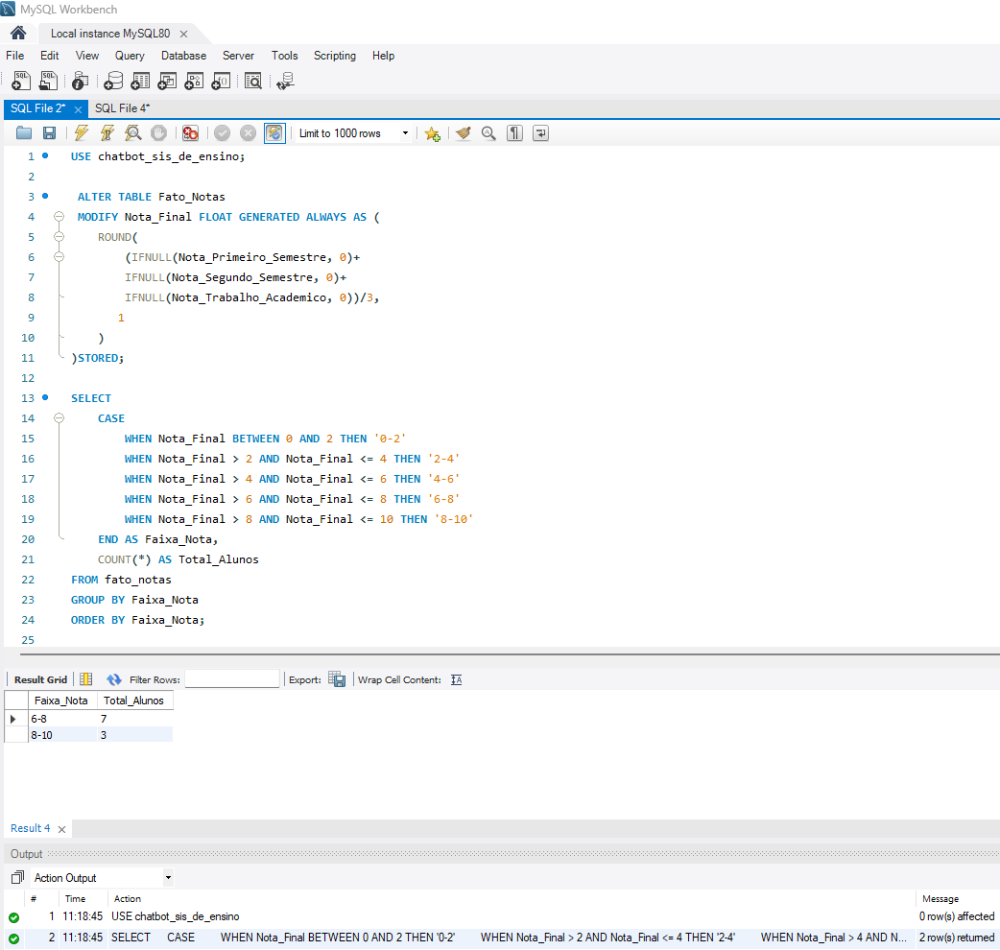 MySQL Workbench
Local instance MySQL80
File Edit View Query Database Server Tools Scripting Help
SQL File 2* SQL File 4*
Limit to 1000 rows
1 USE chatbot_sis_de_ensino;
2
3 ALTER TABLE Fato_Notas
4 MODIFY Nota_Final FLOAT GENERATED ALWAYS AS (
5 ROUND(
6 (IFNULL(Nota_Primeiro_Semestre, 0)+
7 IFNULL(Nota_Segundo_Semestre, 0)+
8 IFNULL(Nota_Trabalho_Academico, 0))/3,
9 1
10 )
11 )STORED;
12
13 SELECT
14 CASE
15 WHEN Nota_Final BETWEEN 0 AND 2 THEN '0-2'
16 WHEN Nota_Final > 2 AND Nota_Final <= 4 THEN '2-4'
17 WHEN Nota_Final > 4 AND Nota_Final <= 6 THEN '4-6'
18 WHEN Nota_Final > 6 AND Nota_Final <= 8 THEN '6-8'
19 WHEN Nota_Final > 8 AND Nota_Final <= 10 THEN '8-10'
20 END AS Faixa_Nota,
21 COUNT(*) AS Total_Alunos
22 FROM fato_notas
23 GROUP BY Faixa_Nota
24 ORDER BY Faixa_Nota;
25
Result Grid Filter Rows: Export: Wrap Cell Content:
Faixa_Nota Total_Alunos
6-8 7
8-10 3
Result 4
Output
Action Output
# Time Action Message
1 11:18:45 USE chatbot_sis_de_ensino 0 row(s) affected
2 11:18:45 SELECT CASE WHEN Nota_Final BETWEEN 0 AND 2 THEN '0-2' WHEN Nota_Final > 2 AND Nota_Final <= 4 THEN '2-4' WHEN Nota_Final > 4 AND N... 2 row(s) returned